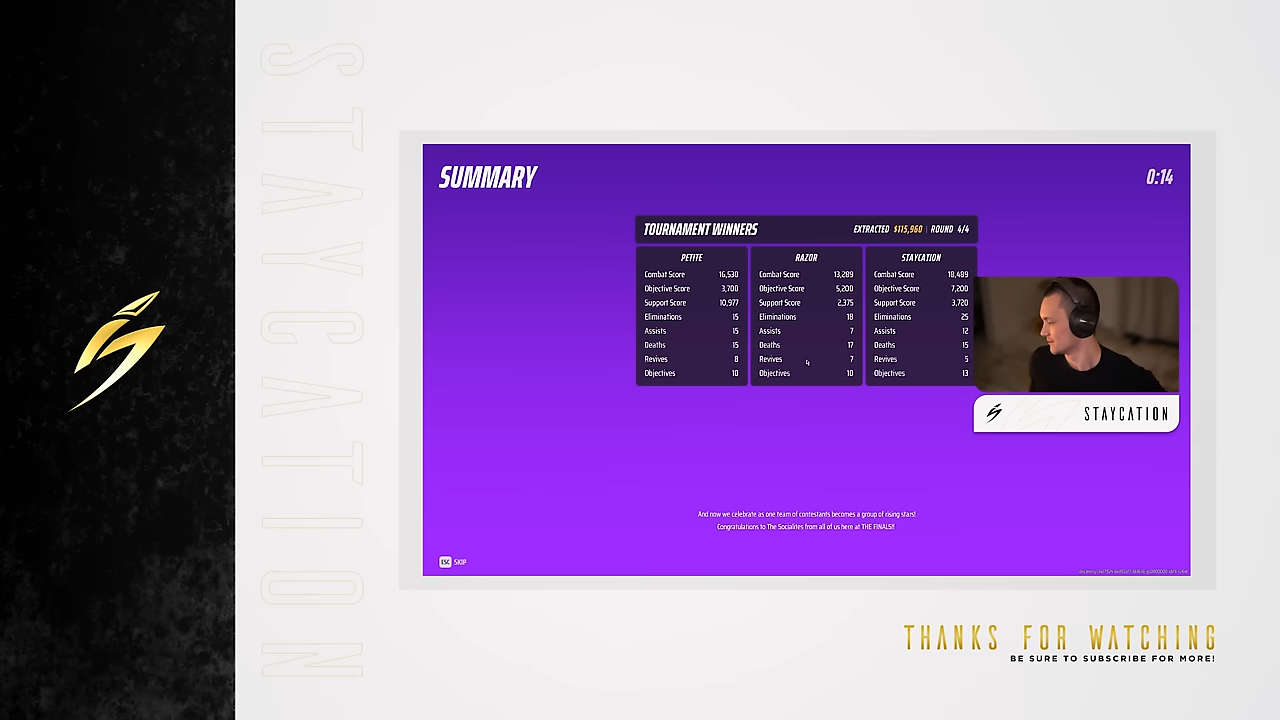 STAYCATION
SUMMARY
0:14
TOURNAMENT WINNERS
EXTRACTED $115,960 | ROUND 4/4
PETITE
Combat Score 16,530
Objective Score 3,700
Support Score 10,977
Eliminations 15
Assists 15
Deaths 15
Revives 8
Objectives 10
RAZOR
Combat Score 13,289
Objective Score 5,200
Support Score 2,375
Eliminations 18
Assists 7
Deaths 17
Revives 7
Objectives 10
STAYCATION
Combat Score 18,489
Objective Score 7,200
Support Score 3,720
Eliminations 25
Assists 12
Deaths 15
Revives 5
Objectives 13
STAYCATION
And now we celebrate as one team of contestants becomes a group of rising stars!
Congratulations to The Socialites from all of us here at THE FINALS!!
ESC SKIP
THANKS FOR WATCHING
BE SURE TO SUBSCRIBE FOR MORE!